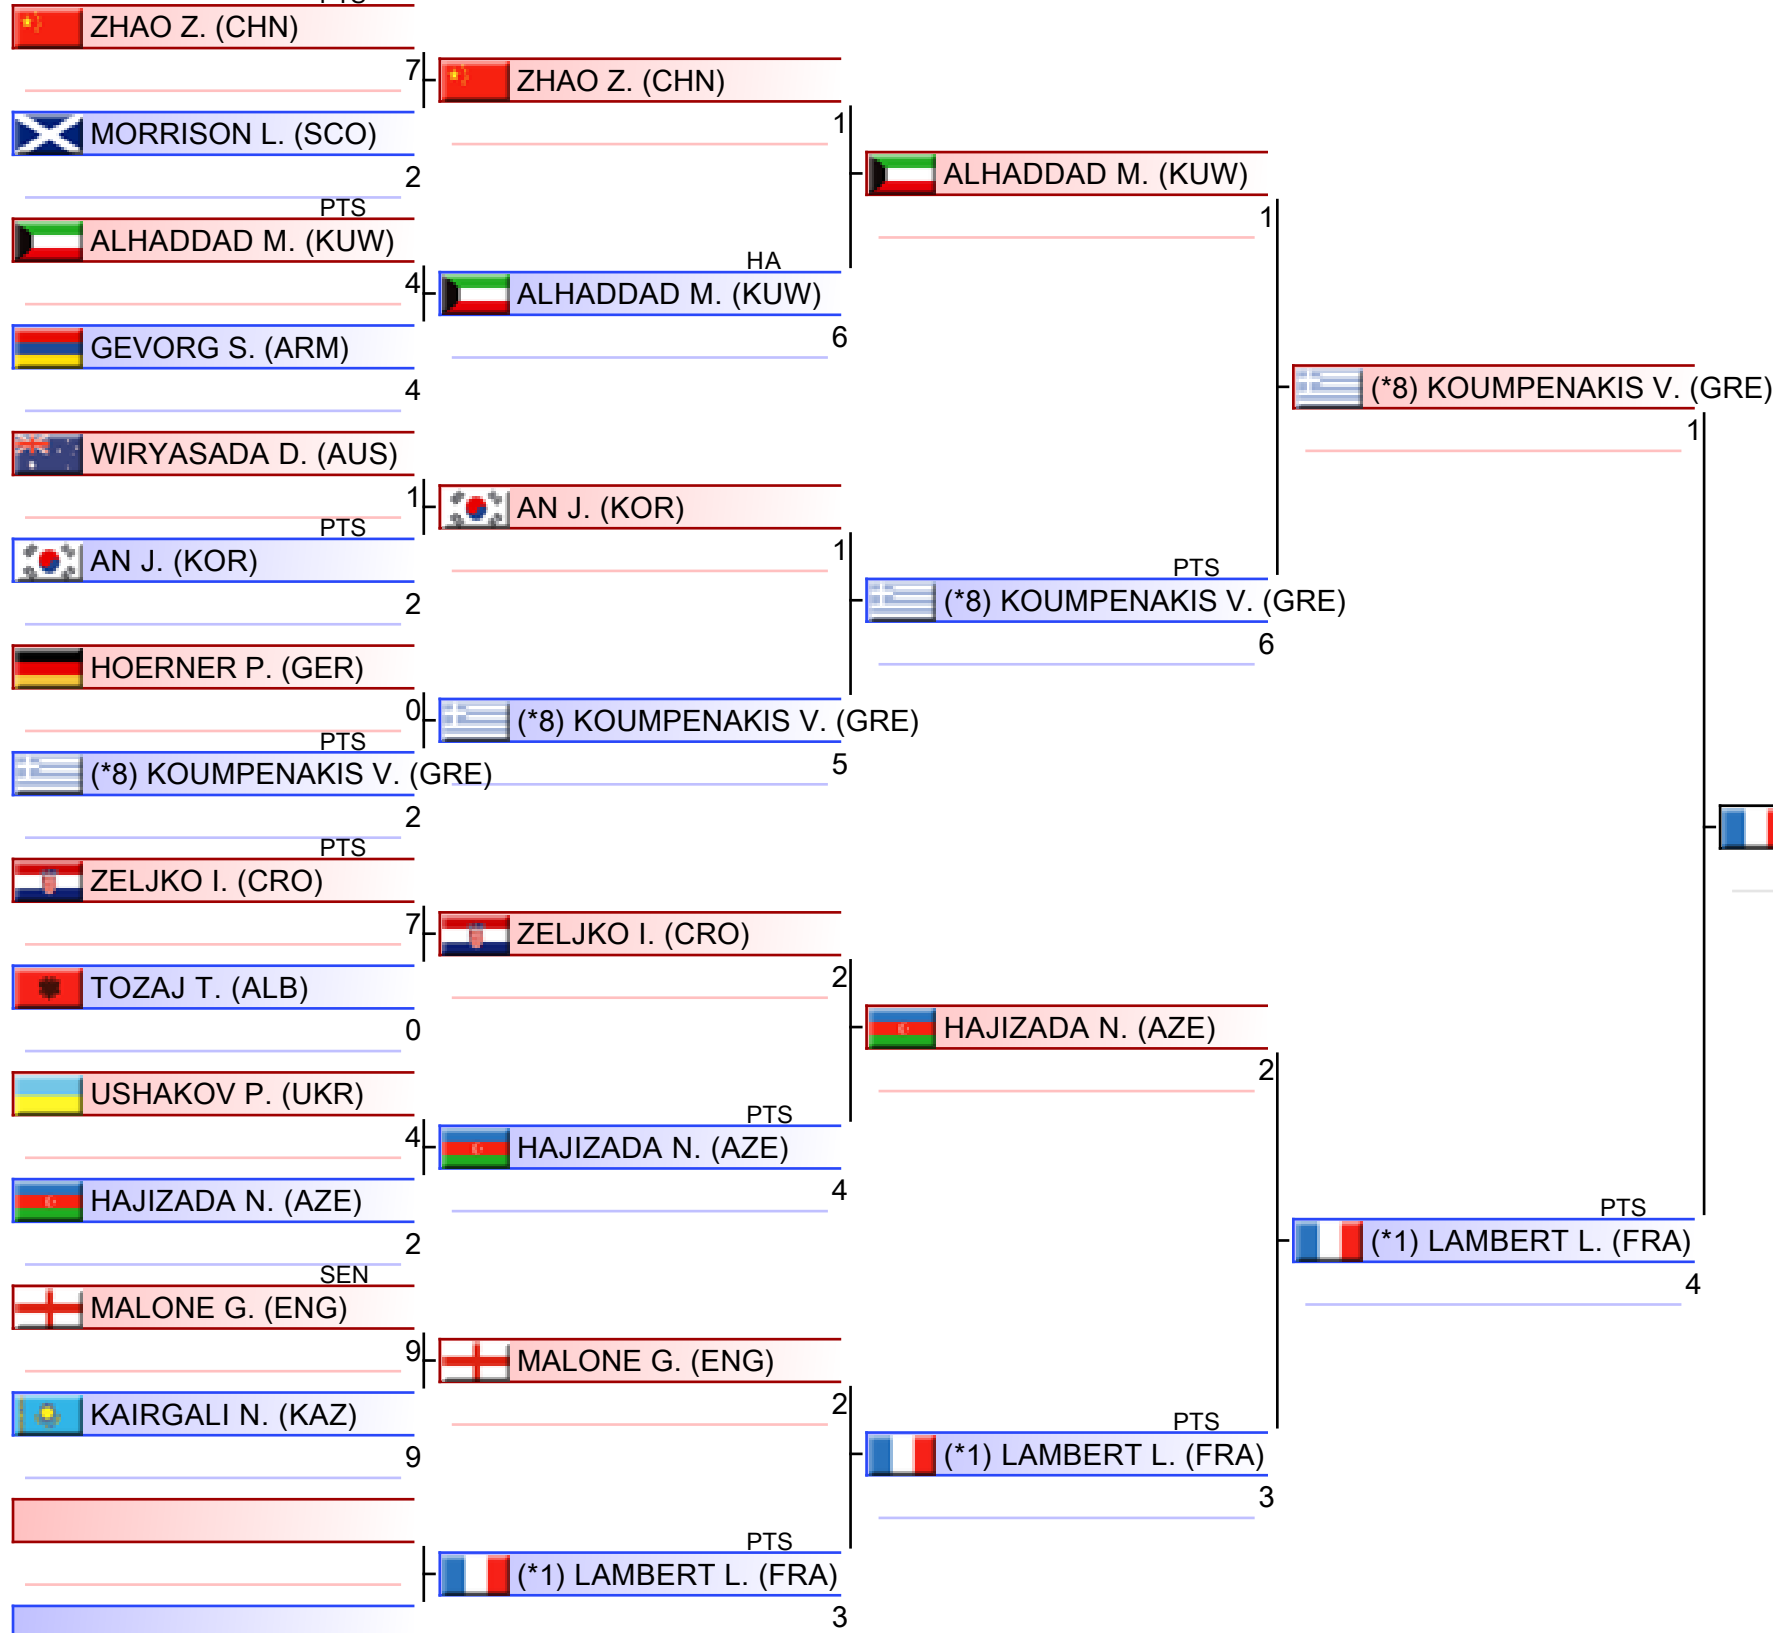 PTS
ZHAO Z. (CHN)
7
MORRISON L. (SCO)
2
PTS
ALHADDAD M. (KUW)
4
GEVORG S. (ARM)
4
WIRYASADA D. (AUS)
1
PTS
AN J. (KOR)
2
HOERNER P. (GER)
0
PTS
(*8) KOUMPENAKIS V. (GRE)
2
PTS
ZELJKO I. (CRO)
7
TOZAJ T. (ALB)
0
USHAKOV P. (UKR)
4
HAJIZADA N. (AZE)
2
SEN
MALONE G. (ENG)
9
KAIRGALI N. (KAZ)
9
ZHAO Z. (CHN)
1
HA
ALHADDAD M. (KUW)
6
AN J. (KOR)
1
(*8) KOUMPENAKIS V. (GRE)
5
ZELJKO I. (CRO)
2
PTS
HAJIZADA N. (AZE)
4
MALONE G. (ENG)
2
PTS
(*1) LAMBERT L. (FRA)
3
ALHADDAD M. (KUW)
1
PTS
(*8) KOUMPENAKIS V. (GRE)
6
HAJIZADA N. (AZE)
2
PTS
(*1) LAMBERT L. (FRA)
3
(*8) KOUMPENAKIS V. (GRE)
1
PTS
(*1) LAMBERT L. (FRA)
4